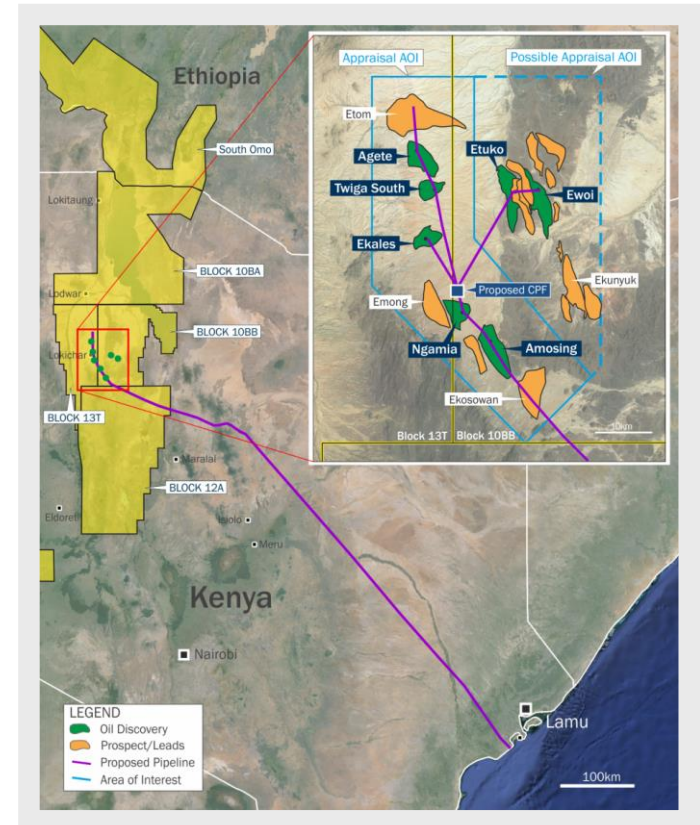 Ethiopia
South Omo
Lokitaung
BLOCK 10BA
Lodwar
BLOCK 10BB
Lokichar
BLOCK 13T
Maralal
BLOCK 12A
Eldoret
Isiolo
Meru
Kenya
Nairobi
Lamu
100km
LEGEND
Oil Discovery
Prospect/Leads
Proposed Pipeline
Area of Interest
Appraisal AOI
Possible Appraisal AOI
Etom
Agete
Etuko
Twiga South
Ewoi
Ekales
Ekunyuk
Proposed CPF
Emong
Ngamia
Amosing
Ekosowan
Block 13T
Block 10BB
10km